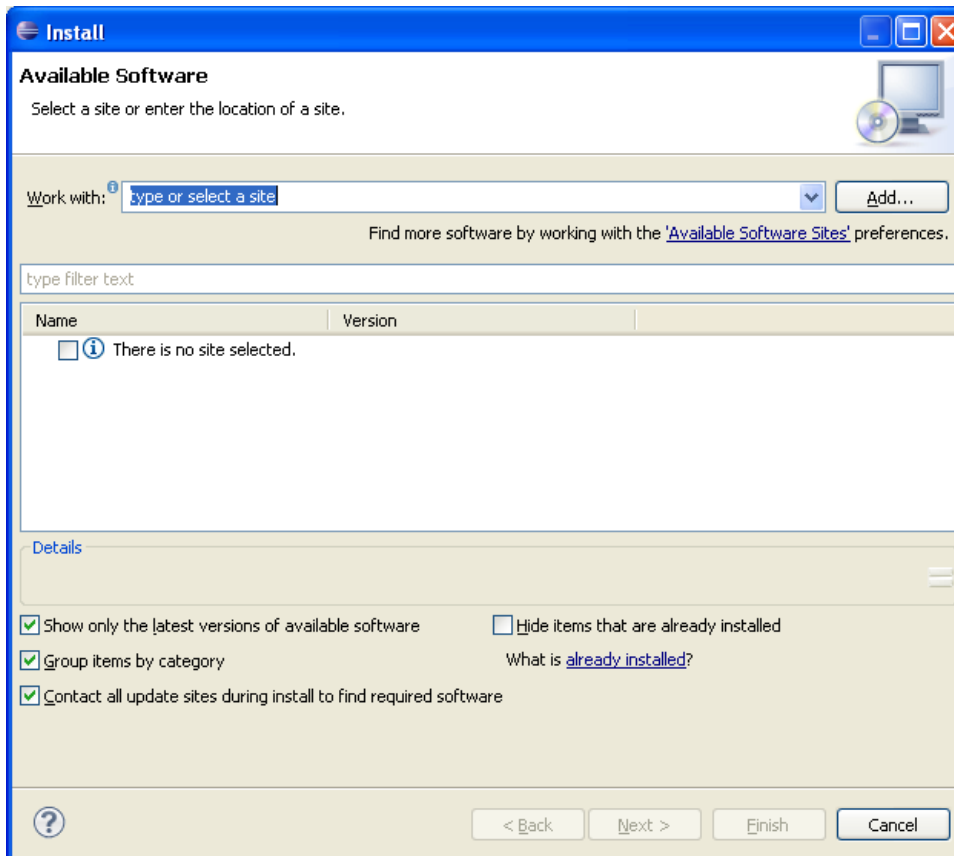 Install
Available Software
Select a site or enter the location of a site.
Work with: type or select a site Add...
Find more software by working with the 'Available Software Sites' preferences.
type filter text
Name Version
There is no site selected.
Details
Show only the latest versions of available software Hide items that are already installed
Group items by category What is already installed?
Contact all update sites during install to find required software
? < Back Next > Finish Cancel